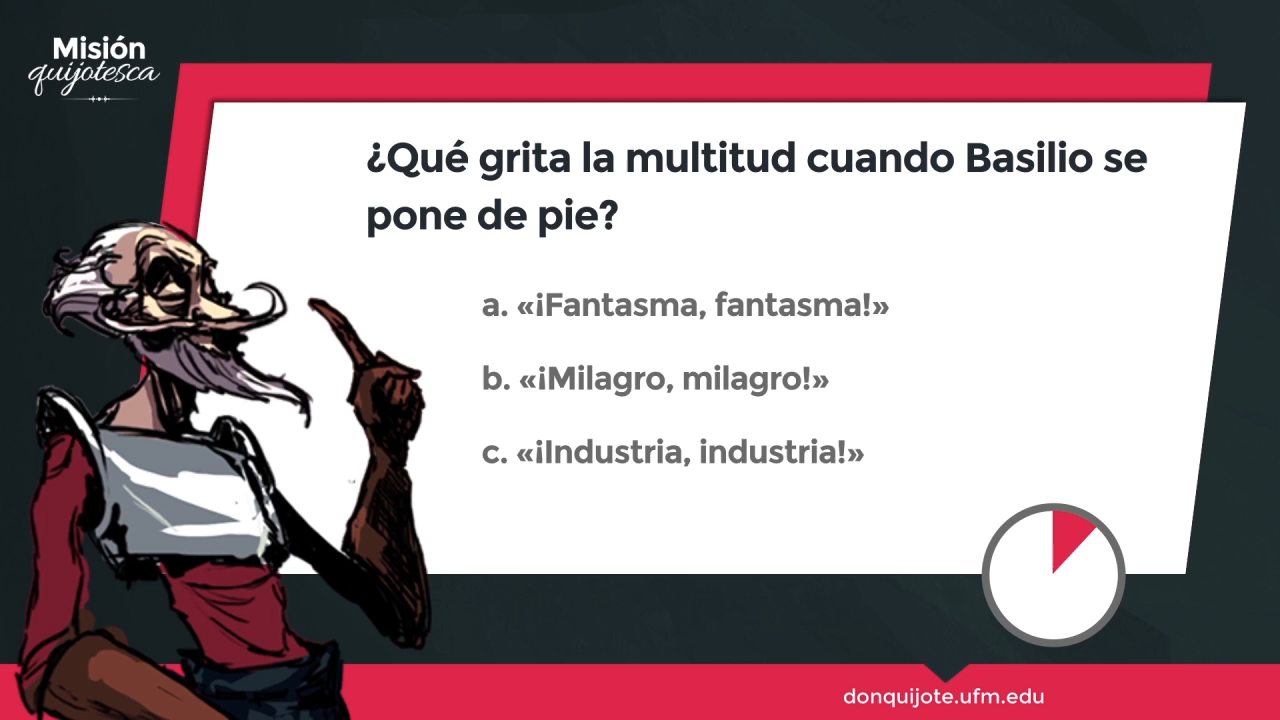 Misión
quijotesca
¿Qué grita la multitud cuando Basilio se
pone de pie?
a. «¡Fantasma, fantasma!»
b. «¡Milagro, milagro!»
c. «¡Industria, industria!»
donquijote.ufm.edu